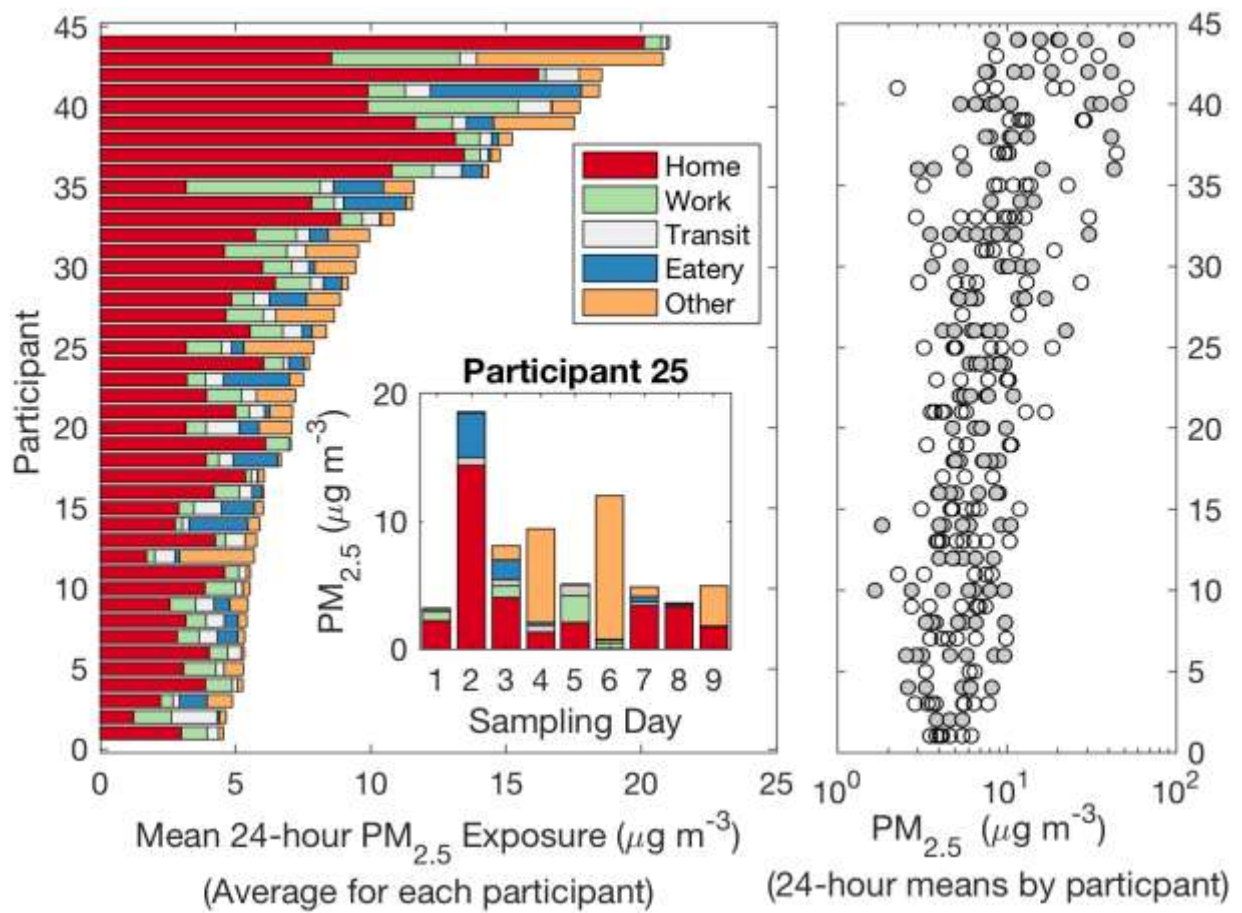 45
40
35
30
25
20
15
10
5
0
Participant
0 5 10 15 20 25
Mean 24-hour PM2.5 Exposure (μg m-3)
(Average for each participant)
Home
Work
Transit
Eatery
Other
Participant 25
20
10
0
PM2.5 (μg m-3)
1 2 3 4 5 6 7 8 9
Sampling Day
45
40
35
30
25
20
15
10
5
0
10^0 10^1 10^2
PM2.5 (μg m-3)
(24-hour means by particpant)